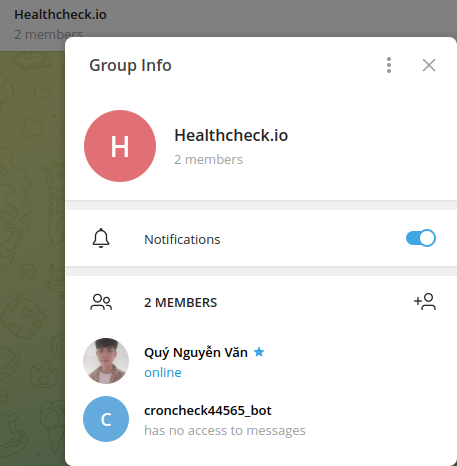 Healthcheck.io
2 members
Group Info
H
Healthcheck.io
2 members
Notifications
2 MEMBERS
Quý Nguyễn Văn
online
C
croncheck44565_bot
has no access to messages